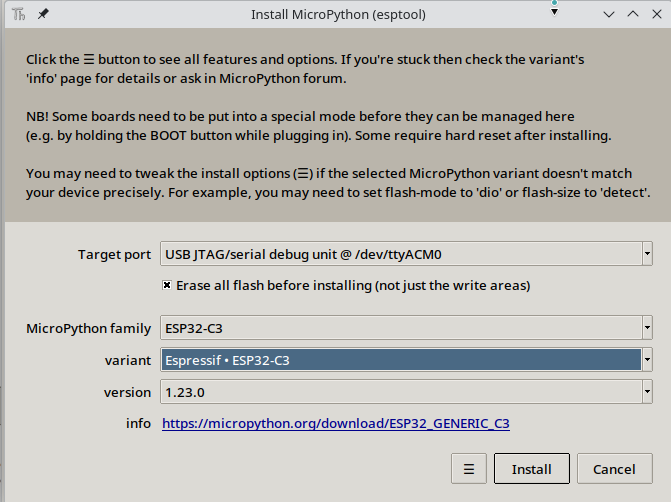 Th
Install MicroPython (esptool)
Click the ☰ button to see all features and options. If you're stuck then check the variant's
'info' page for details or ask in MicroPython forum.
NB! Some boards need to be put into a special mode before they can be managed here
(e.g. by holding the BOOT button while plugging in). Some require hard reset after installing.
You may need to tweak the install options (☰) if the selected MicroPython variant doesn't match
your device precisely. For example, you may need to set flash-mode to 'dio' or flash-size to 'detect'.
Target port USB JTAG/serial debug unit @ /dev/ttyACM0
Erase all flash before installing (not just the write areas)
MicroPython family ESP32-C3
variant Espressif • ESP32-C3
version 1.23.0
info https://micropython.org/download/ESP32_GENERIC_C3
☰ Install Cancel